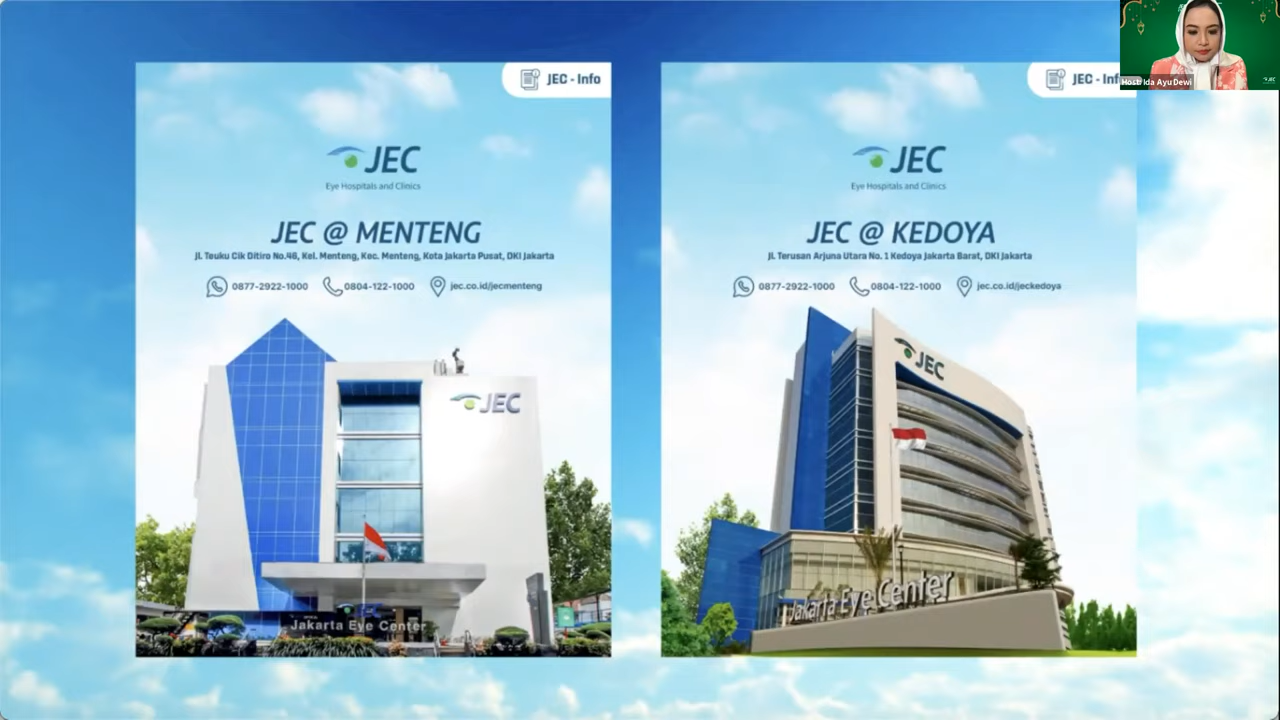 JEC - Info
JEC
Eye Hospitals and Clinics
JEC @ MENTENG
Jl. Teuku Cik Ditiro No.46, Kel. Menteng, Kec. Menteng, Kota Jakarta Pusat, DKI Jakarta
0877-2922-1000 0804-122-1000 jec.co.id/jecmenteng
JEC
JEC
Jakarta Eye Center
JEC - Inf
JEC
Eye Hospitals and Clinics
JEC @ KEDOYA
Jl. Terusan Arjuna Utara No. 1 Kedoya Jakarta Barat, DKI Jakarta
0877-2922-1000 0804-122-1000 jec.co.id/jeckedoya
JEC
Jakarta Eye Center
Host: Ida Ayu Dewi